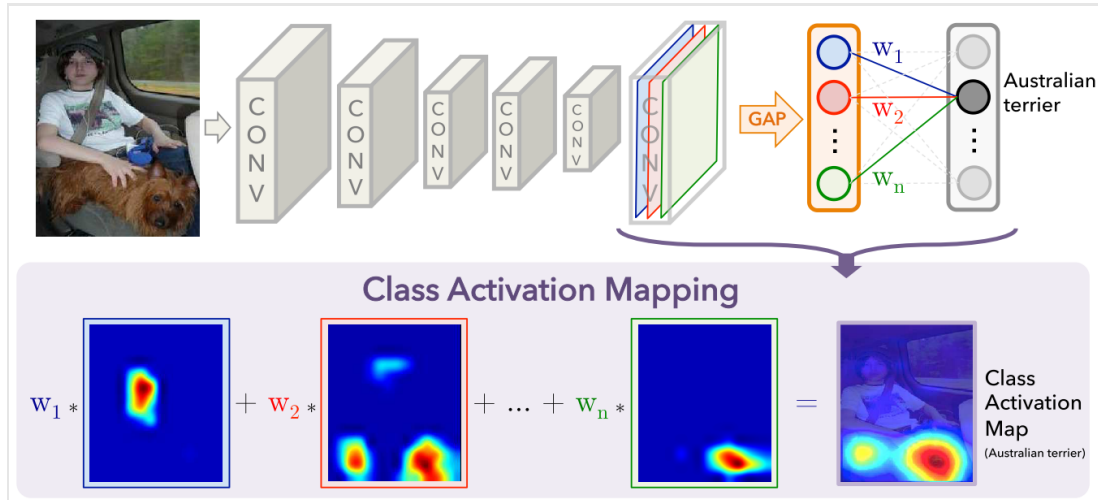 CONV
CONV
CONV
CONV
CONV
CONV
GAP
w1
w2
wn
Australian
terrier
Class Activation Mapping
w1 * + w2 * + ... + wn * =
Class
Activation
Map
(Australian terrier)